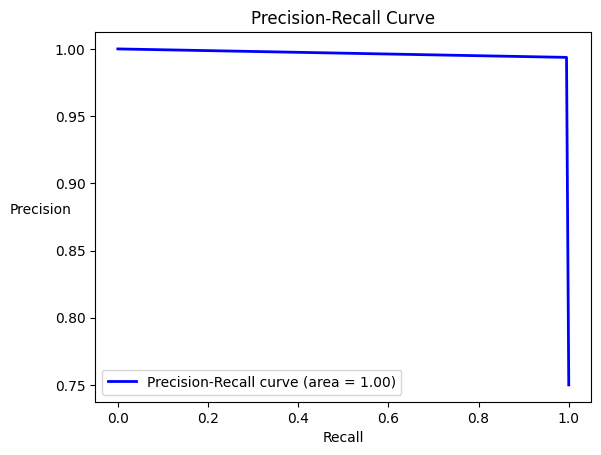 Precision-Recall Curve
1.00
0.95
0.90
Precision
0.85
0.80
0.75
Precision-Recall curve (area = 1.00)
0.0 0.2 0.4 0.6 0.8 1.0
Recall